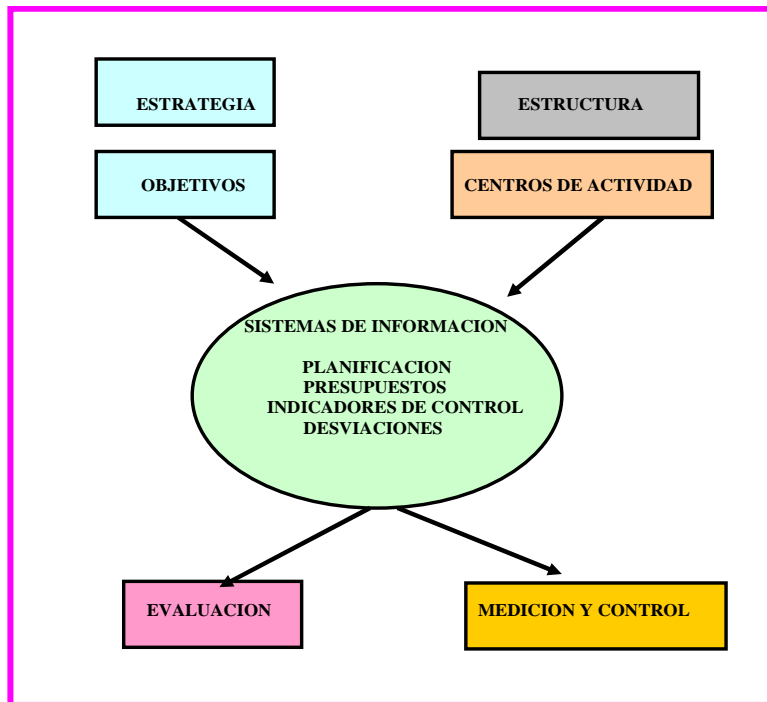 ESTRATEGIA
ESTRUCTURA
OBJETIVOS
CENTROS DE ACTIVIDAD
SISTEMAS DE INFORMACION
PLANIFICACION
PRESUPUESTOS
INDICADORES DE CONTROL
DESVIACIONES
EVALUACION
MEDICION Y CONTROL